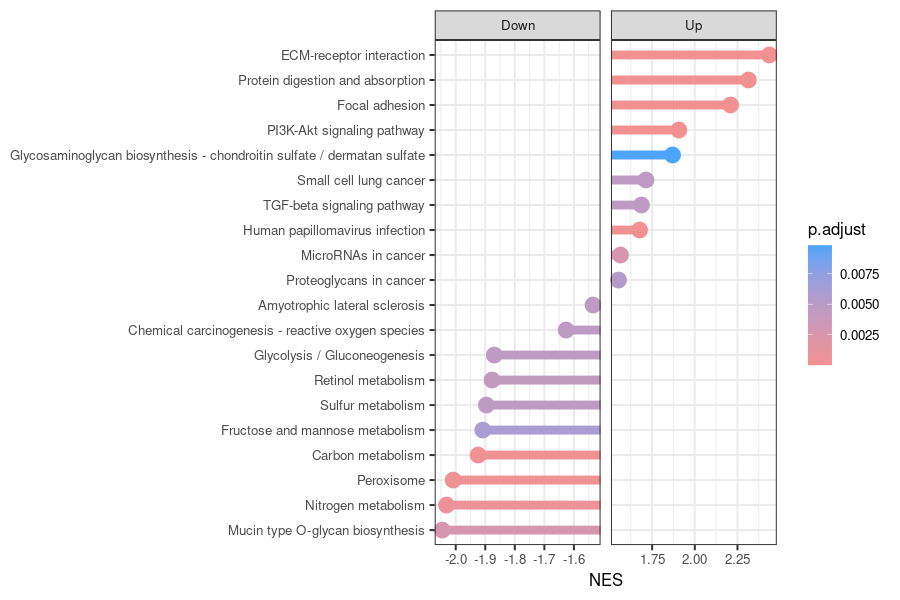 Down
Up
ECM-receptor interaction
Protein digestion and absorption
Focal adhesion
PI3K-Akt signaling pathway
Glycosaminoglycan biosynthesis - chondroitin sulfate / dermatan sulfate
Small cell lung cancer
TGF-beta signaling pathway
Human papillomavirus infection
MicroRNAs in cancer
Proteoglycans in cancer
Amyotrophic lateral sclerosis
Chemical carcinogenesis - reactive oxygen species
Glycolysis / Gluconeogenesis
Retinol metabolism
Sulfur metabolism
Fructose and mannose metabolism
Carbon metabolism
Peroxisome
Nitrogen metabolism
Mucin type O-glycan biosynthesis
-2.0 -1.9 -1.8 -1.7 -1.6
1.75 2.00 2.25
NES
p.adjust
0.0075
0.0050
0.0025